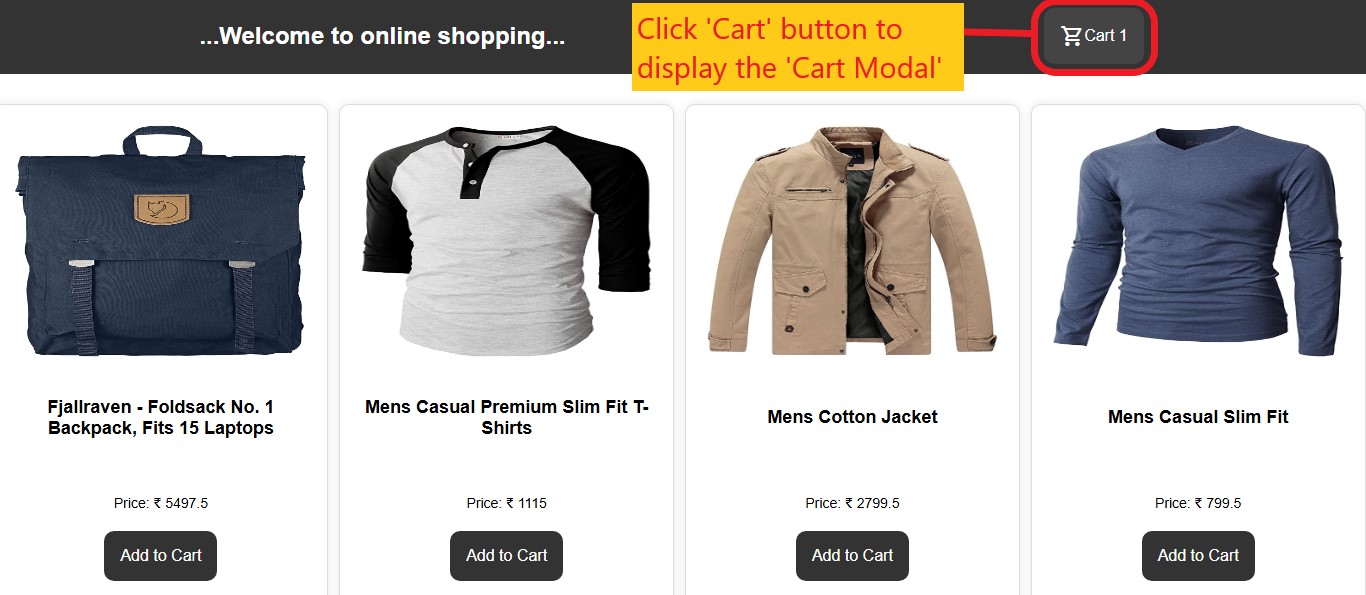 ...Welcome to online shopping...
Click 'Cart' button to
display the 'Cart Modal'
Cart 1
Fjallraven - Foldsack No. 1
Backpack, Fits 15 Laptops
Mens Casual Premium Slim Fit T-
Shirts
Mens Cotton Jacket
Mens Casual Slim Fit
Price: ₹ 5497.5
Price: ₹ 1115
Price: ₹ 2799.5
Price: ₹ 799.5
Add to Cart
Add to Cart
Add to Cart
Add to Cart